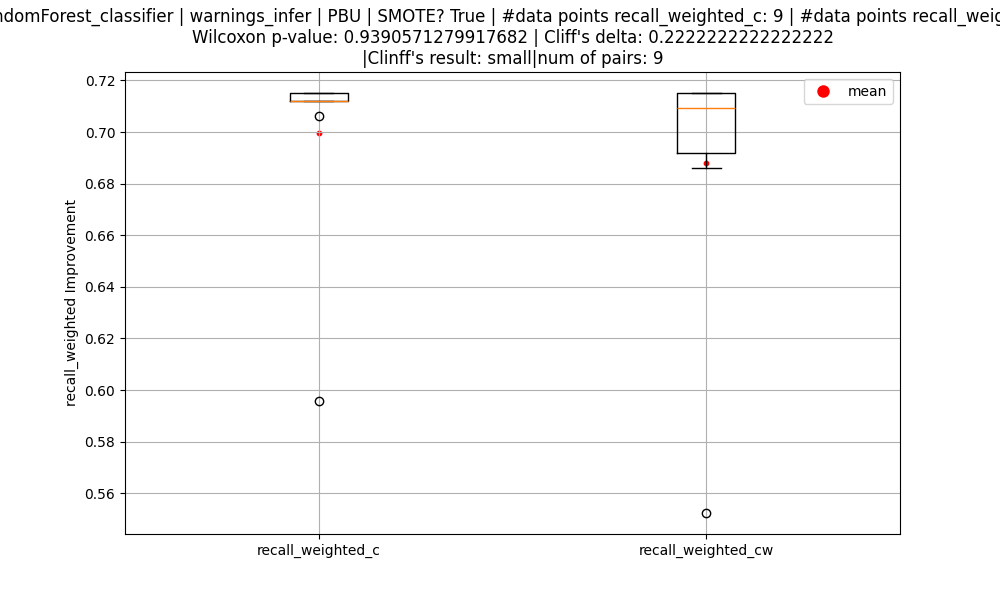 ndomForest_classifier | warnings_infer | PBU | SMOTE? True | #data points recall_weighted_c: 9 | #data points recall_weig
Wilcoxon p-value: 0.9390571279917682 | Cliff's delta: 0.2222222222222222
|Clinff's result: small|num of pairs: 9
mean
0.72
0.70
0.68
0.66
0.64
0.62
0.60
0.58
0.56
recall_weighted Improvement
recall_weighted_c
recall_weighted_cw